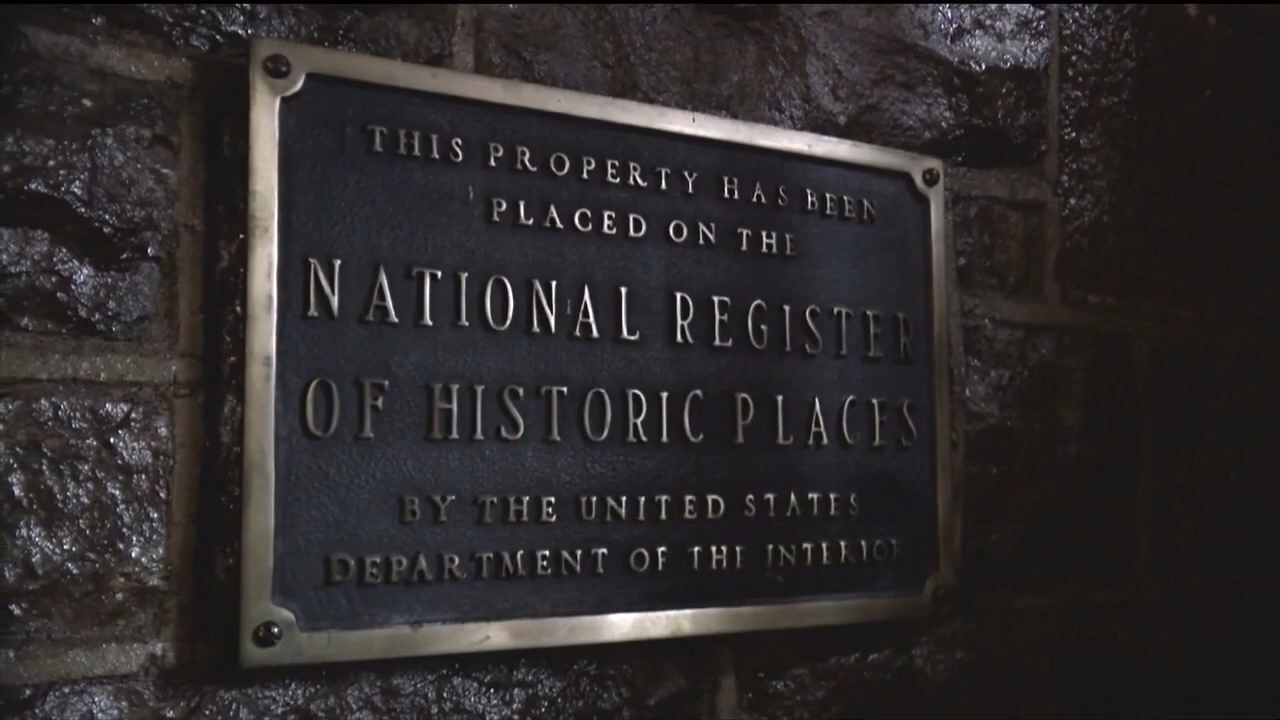 THIS PROPERTY HAS BEEN
PLACED ON THE
NATIONAL REGISTER
OF HISTORIC PLACES
BY THE UNITED STATES
DEPARTMENT OF THE INTERIOR